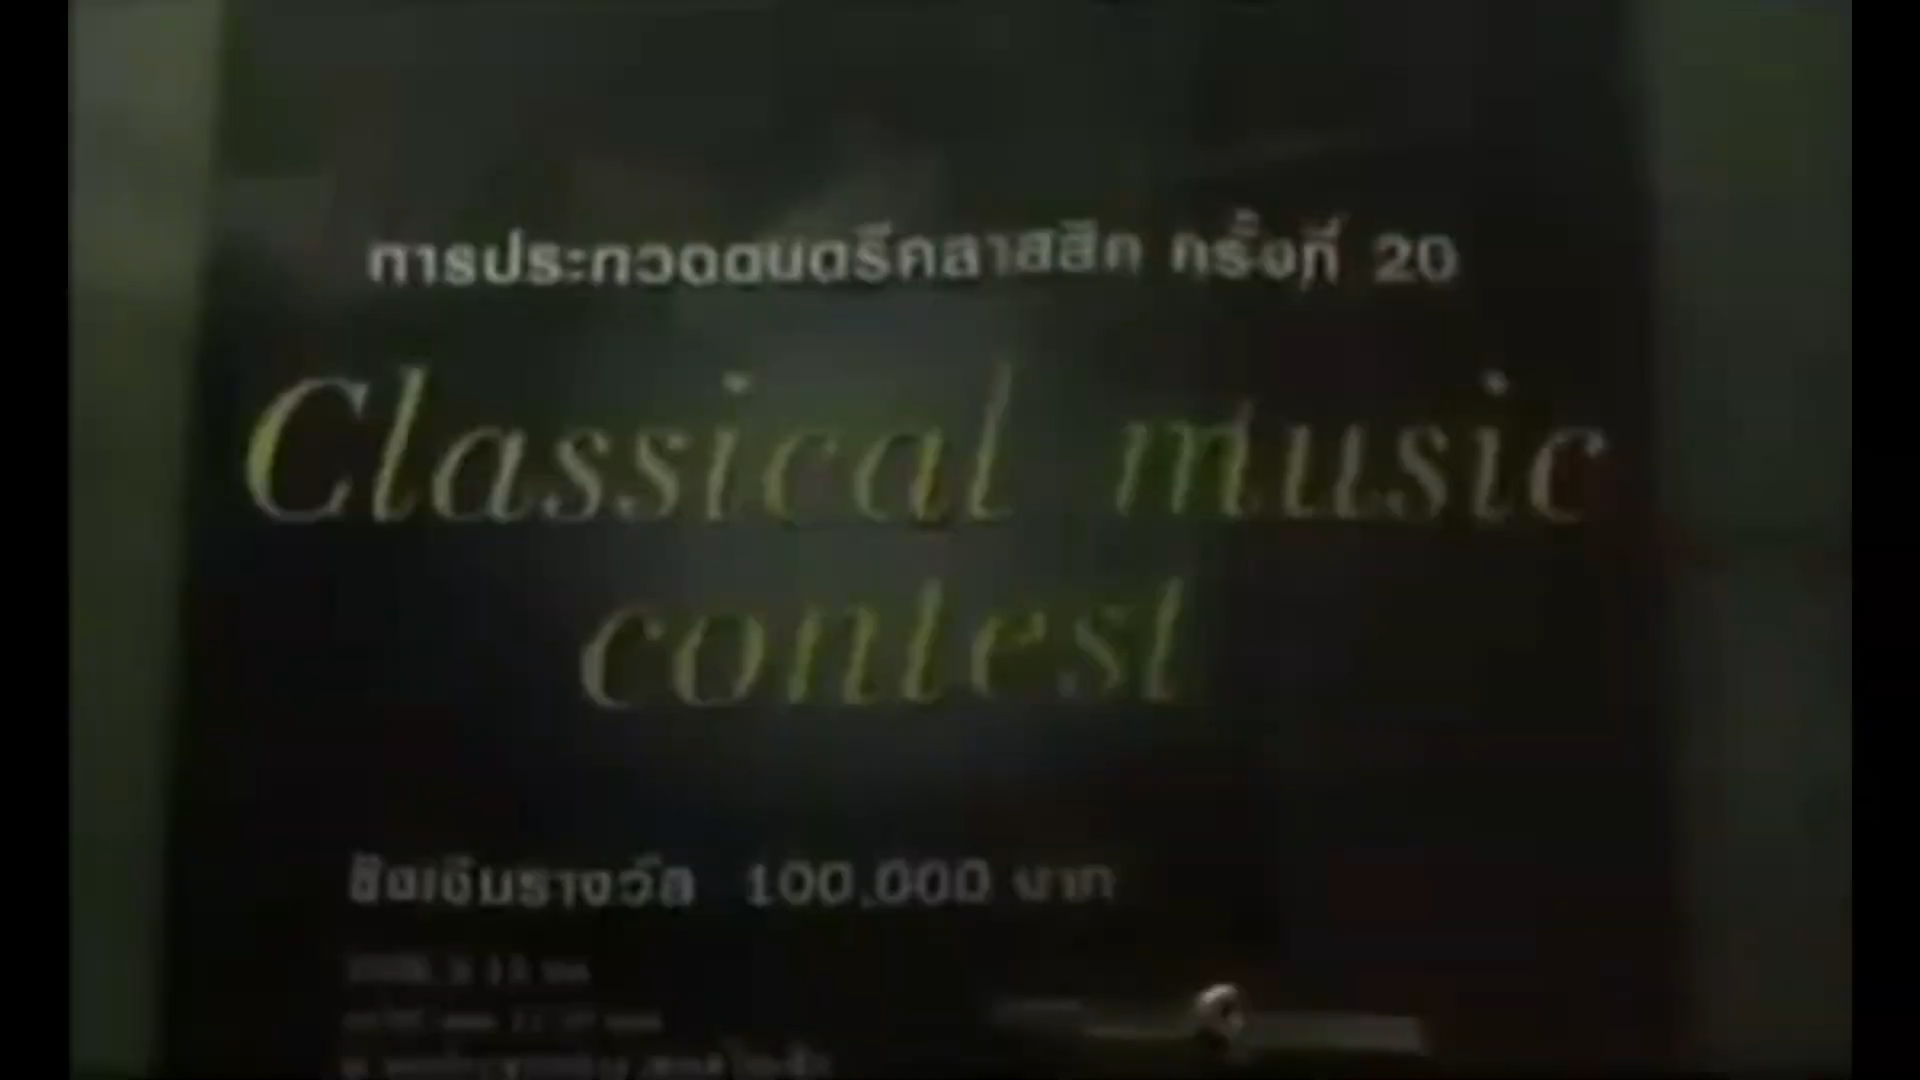 การประกวดดนตรีคลาสสิก ครั้งที่ 20
Classical music
contest
ชิงเงินรางวัล 100,000 บาท